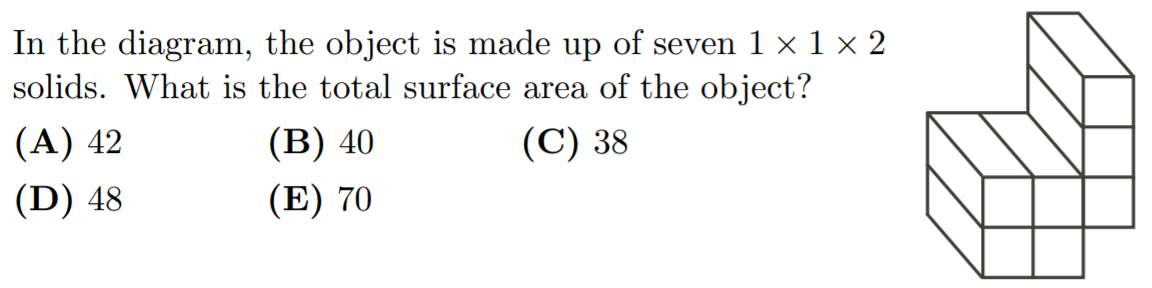 In the diagram, the object is made up of seven 1 × 1 × 2
solids. What is the total surface area of the object?
(A) 42 (B) 40 (C) 38
(D) 48 (E) 70